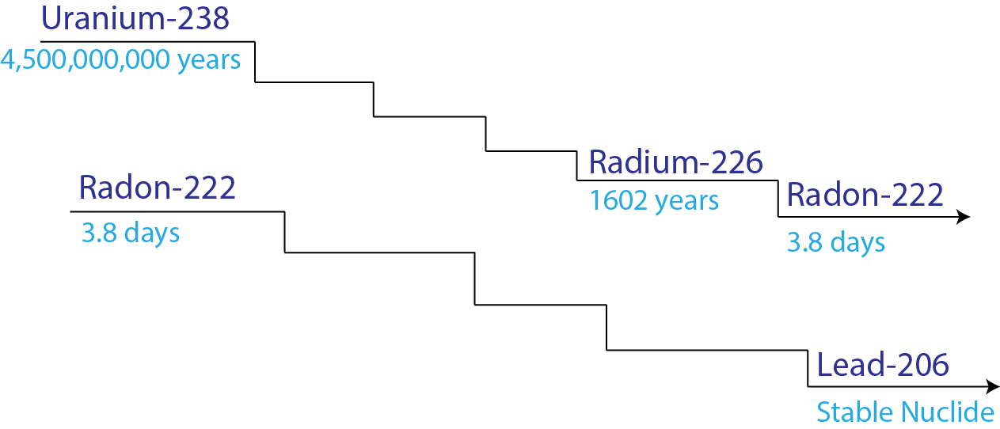 Uranium-238
4,500,000,000 years
Radium-226
1602 years
Radon-222
3.8 days
Radon-222
3.8 days
Lead-206
Stable Nuclide